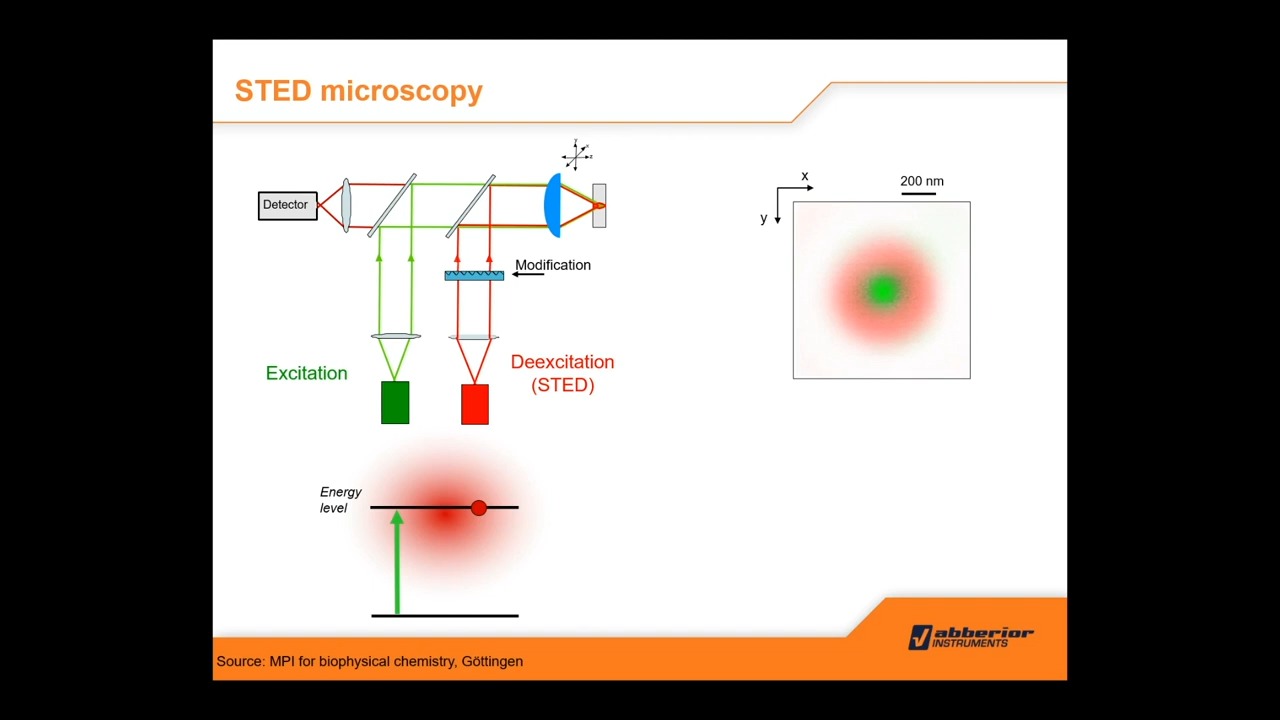 STED microscopy
Detector
Modification
Excitation
Deexcitation
(STED)
y
x
z
x
y
200 nm
Energy
level
abberior
INSTRUMENTS
Source: MPI for biophysical chemistry, Göttingen